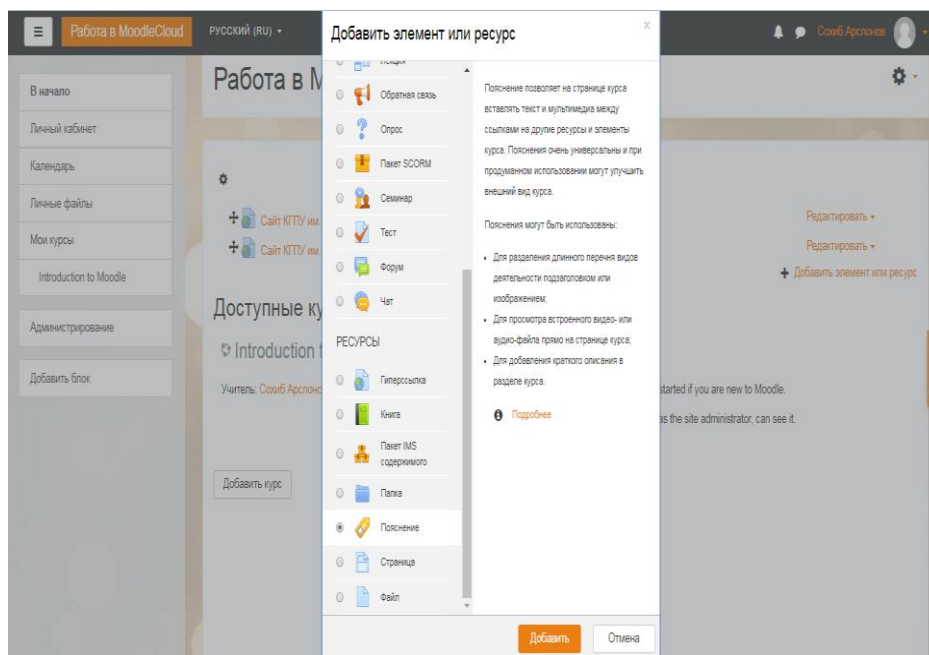 Работа в MoodleCloud
РУССКИЙ (RU)
Сохиб Арслонов
В начало
Личный кабинет
Календарь
Личные файлы
Мои курсы
Introduction to Moodle
Администрирование
Добавить блок
Работа в М
Сайт КГПУ им.
Сайт КГПУ им.
Редактировать
Редактировать
Добавить элемент или ресурс
Доступные ку
Introduction t
Учитель: Сохиб Арслоно
started if you are new to Moodle.
as the site administrator, can see it.
Добавить курс
Добавить элемент или ресурс
x
Лекция
Обратная связь
Опрос
Пакет SCORM
Семинар
Тест
Форум
Чат
РЕСУРСЫ
Гиперссылка
Книга
Пакет IMS
содержимого
Папка
Пояснение
Страница
Файл
Пояснение позволяет на странице курса
вставлять текст и мультимедиа между
ссылками на другие ресурсы и элементы
курса. Пояснения очень универсальны и при
продуманном использовании могут улучшить
внешний вид курса.
Пояснения могут быть использованы:
• Для разделения длинного перечня видов
деятельности подзаголовком или
изображением;
• Для просмотра встроенного видео- или
аудио-файла прямо на странице курса;
• Для добавления краткого описания в
разделе курса.
Подробнее
Добавить
Отмена